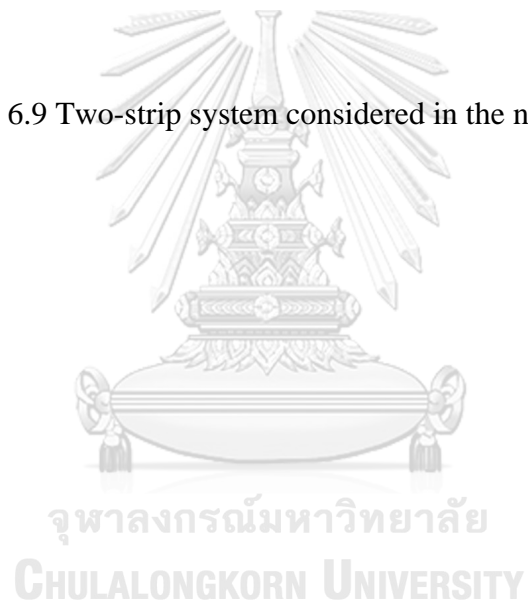 6.9 Two-strip system considered in the n
จุฬาลงกรณ์มหาวิทยาลัย
CHULALONGKORN UNIVERSITY